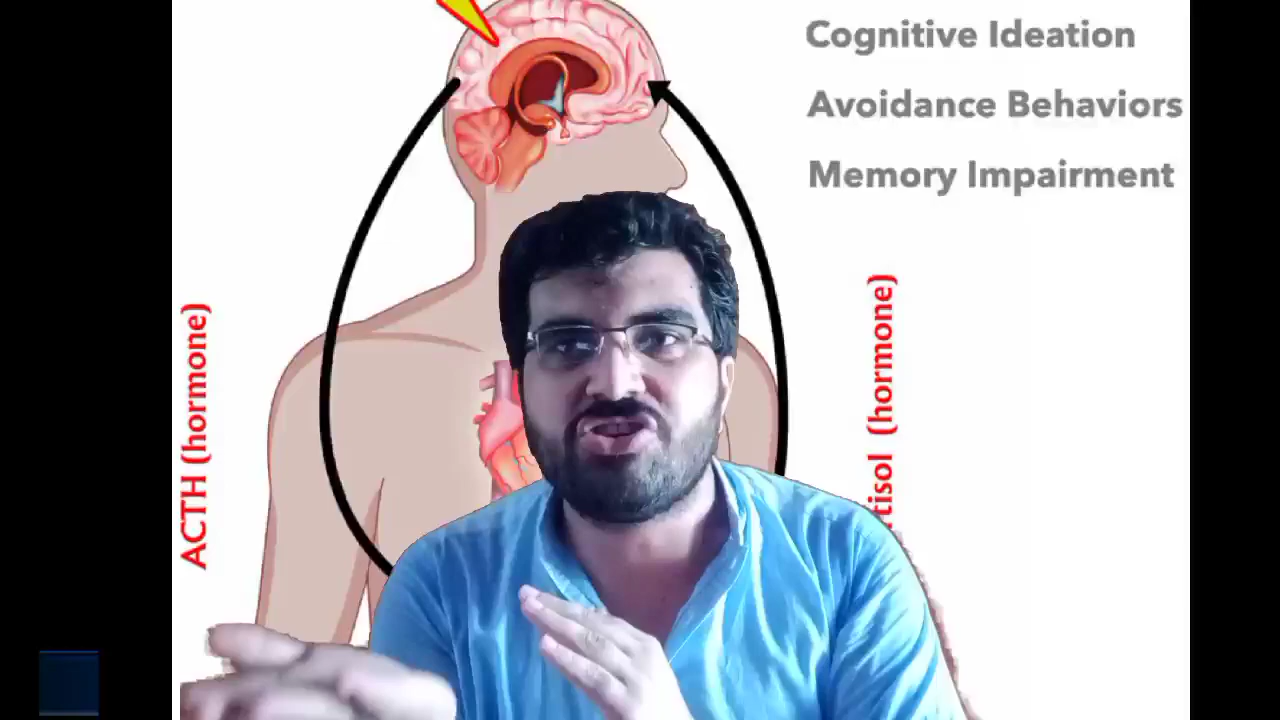 Cognitive Ideation
Avoidance Behaviors
Memory Impairment
ACTH (hormone)
(hormone)